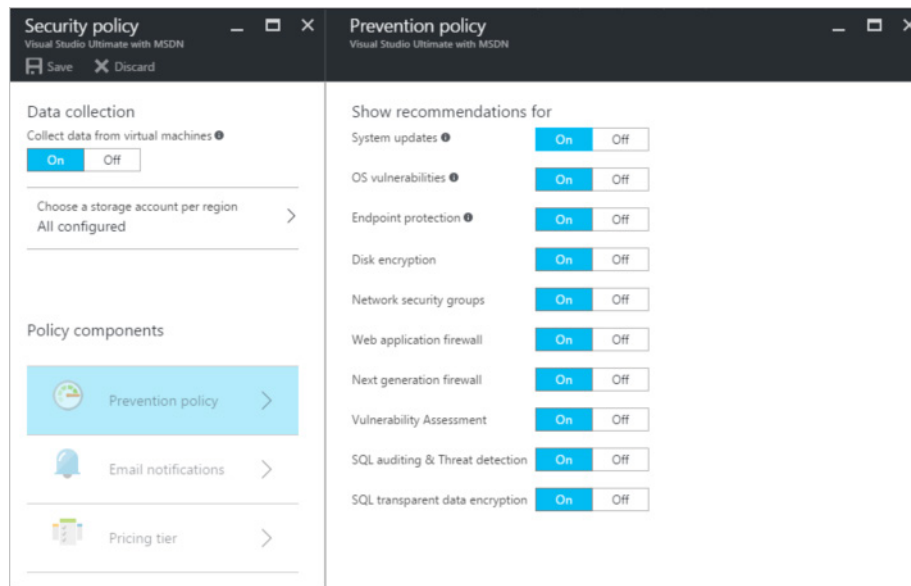 Security policy
Visual Studio Ultimate with MSDN
Save Discard
Data collection
Collect data from virtual machines
On Off
Choose a storage account per region
All configured
Policy components
Prevention policy
Email notifications
Pricing tier
Prevention policy
Visual Studio Ultimate with MSDN
Show recommendations for
System updates On Off
OS vulnerabilities On Off
Endpoint protection On Off
Disk encryption On Off
Network security groups On Off
Web application firewall On Off
Next generation firewall On Off
Vulnerability Assessment On Off
SQL auditing & Threat detection On Off
SQL transparent data encryption On Off